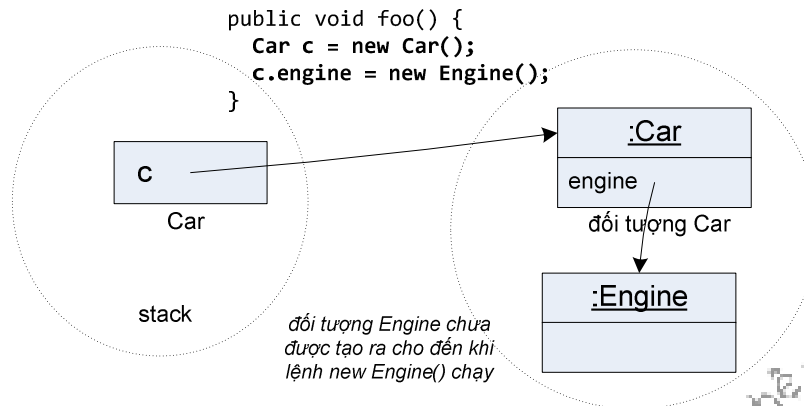 public void foo() {
Car c = new Car();
c.engine = new Engine();
}
c
Car
stack
:Car
engine
đối tượng Car
:Engine
đối tượng Engine chưa
được tạo ra cho đến khi
lệnh new Engine() chạy